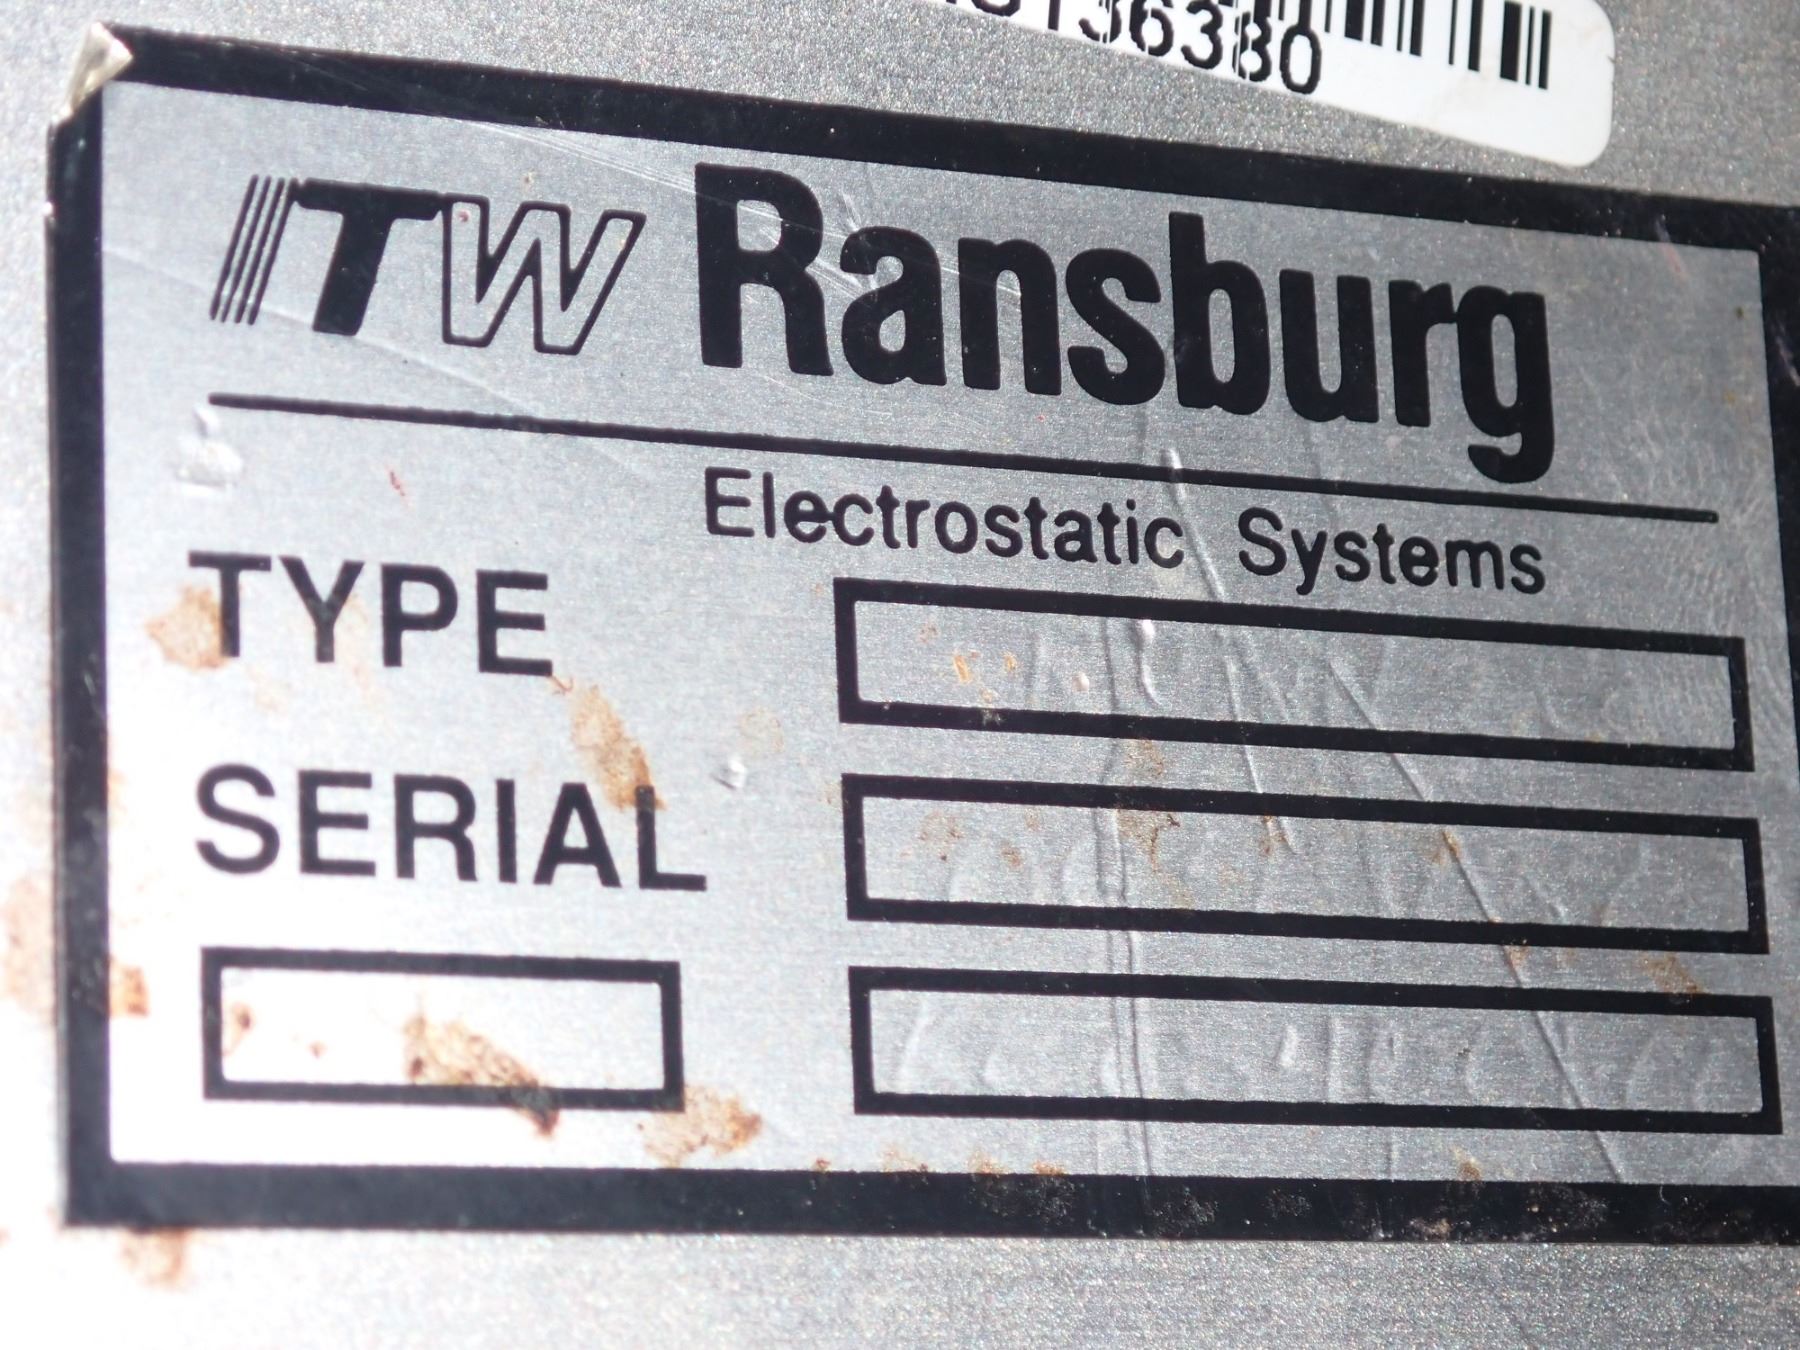 136380
ITW Ransburg
Electrostatic Systems
TYPE
SERIAL